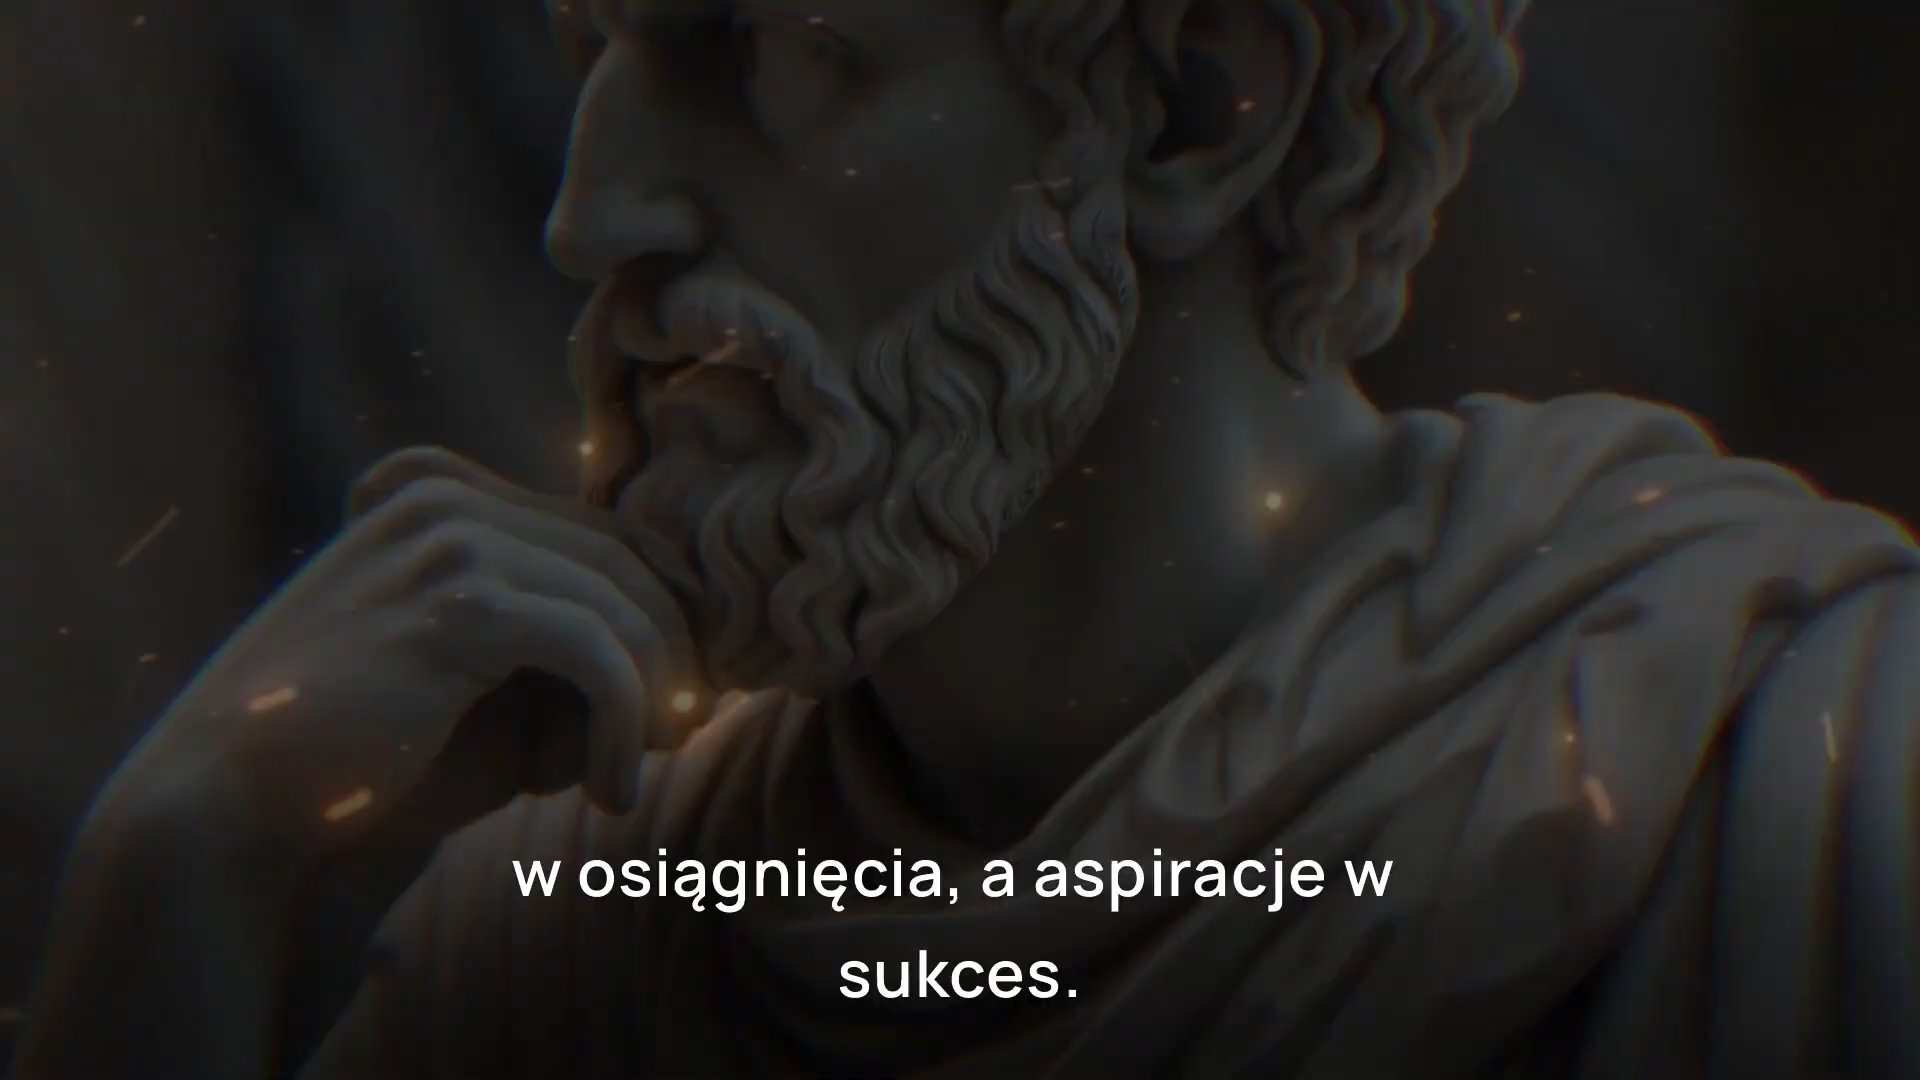 w osiągnięcia, a aspiracje w
sukces.